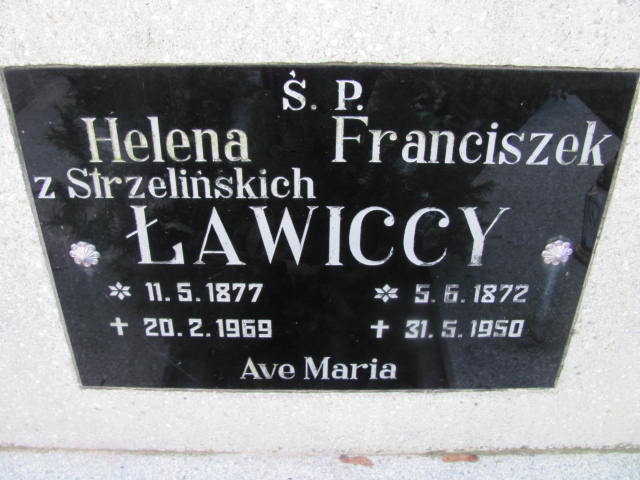 Ś. P.
Helena Franciszek
z Strzelińskich
ŁAWICCY
* 11.5.1877 * 5.6.1872
+ 20.2.1969 + 31.5.1950
Ave Maria